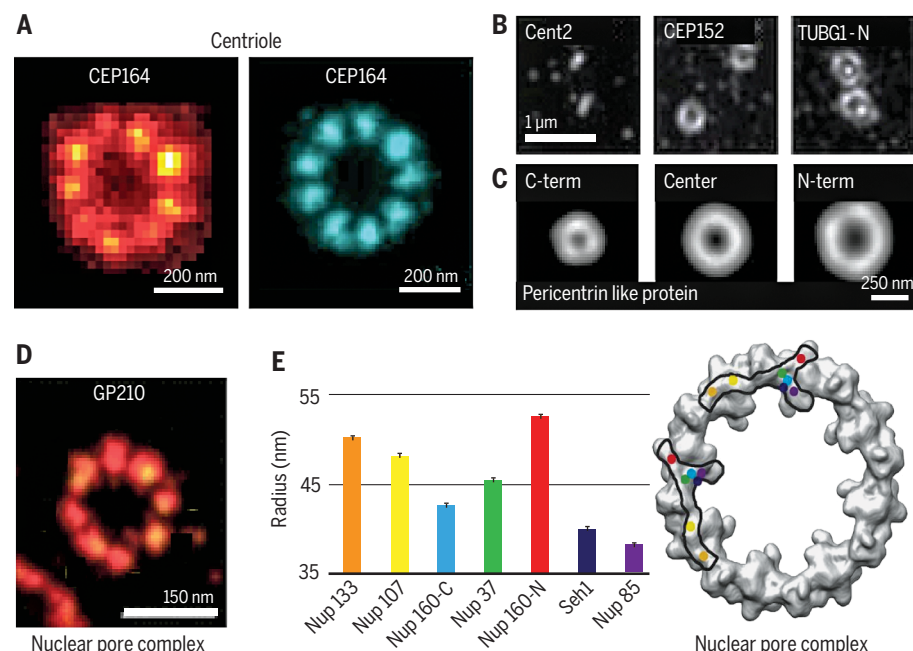 A
Centriole
CEP164
200 nm
CEP164
200 nm
B
Cent2
1 µm
CEP152
TUBG1-N
C
C-term
Center
N-term
Pericentrin like protein
250 nm
D
GP210
150 nm
Nuclear pore complex
E
Radius (nm)
55
45
35
Nup 133
Nup 107
Nup 160-C
Nup 37
Nup 160-N
Seh1
Nup 85
Nuclear pore complex